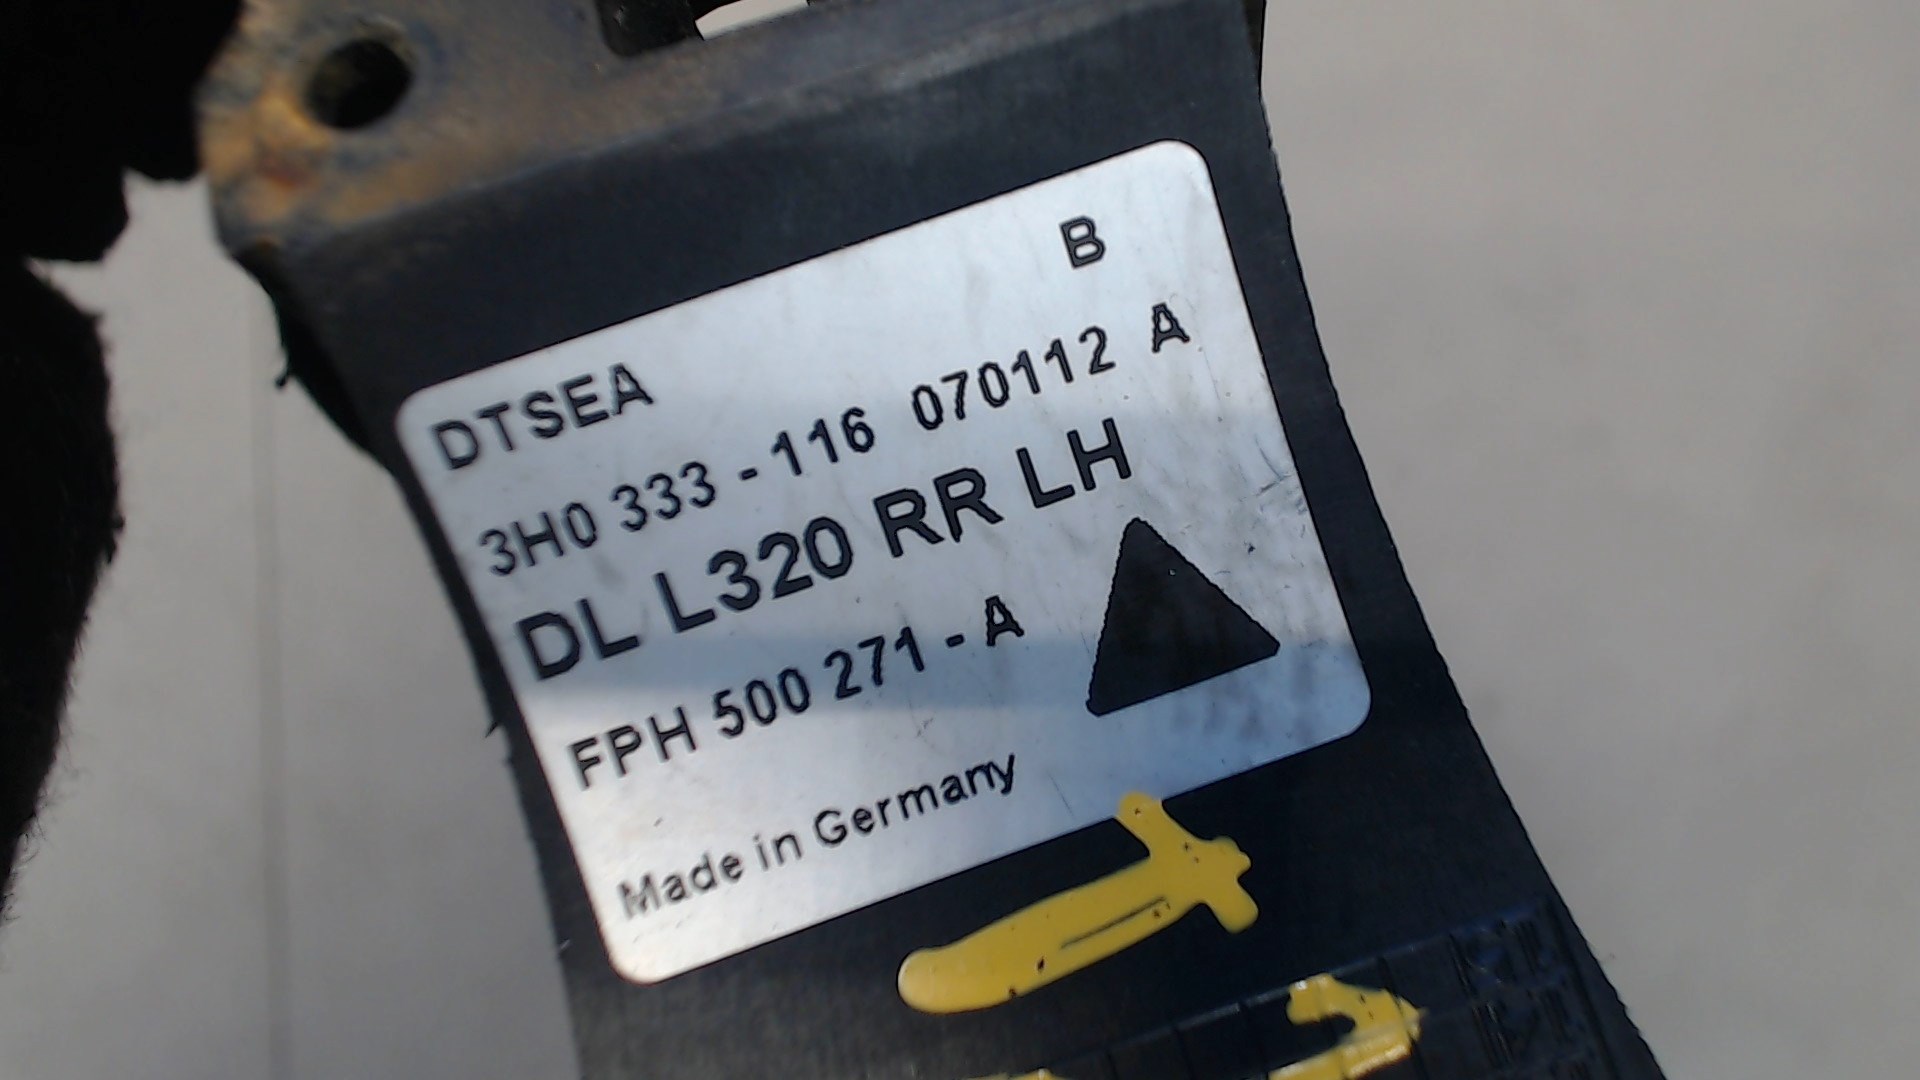 B
DTSEA
3H0 333 - 116 070112 A
DL L320 RR LH
FPH 500 271 - A
Made in Germany